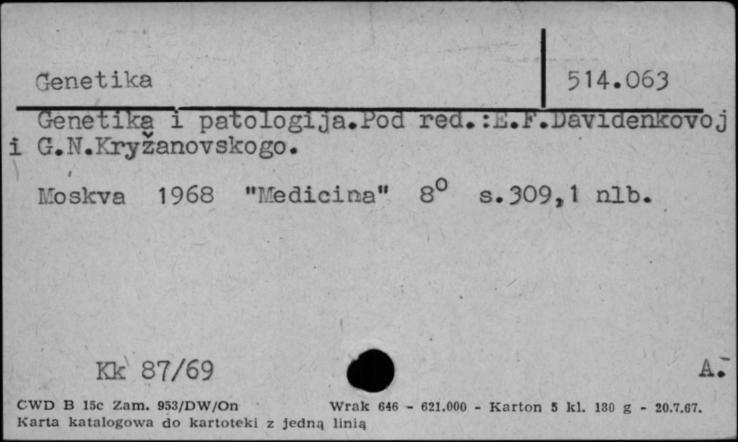 Genetika 514.063
Genetika i patologija.Pod red.:E.F.Davidenkovoj
i G.N.Kryžanovskogo.
Moskva 1968 "Medicina" 8⁰ s.309,1 nlb.
Kk 87/69 A.
CWD B 15c Zam. 953/DW/On Wrak 646 - 621.000 - Karton 5 kl. 180 g - 20.7.67.
Karta katalogowa do kartoteki z jedną linią